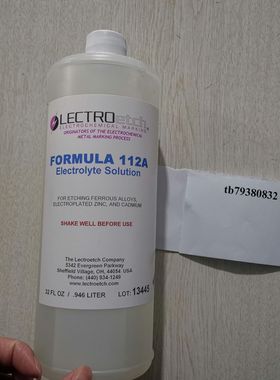 LECTROetch
ELECTROCHEMICAL MARKING
ORIGINATORS OF THE ELECTROCHEMICAL
METAL MARKING PROCESS
FORMULA 112A
Electrolyte Solution
FOR ETCHING FERROUS ALLOYS,
ELECTROPLATED ZINC, AND CADMIUM
SHAKE WELL BEFORE USE
The Lectroetch Company
5342 Evergreen Parkway
Sheffield Village, OH, 44054 USA
Phone: (440) 934-1249
www.lectroetch.com
32 FL OZ / .946 LITER LOT: 13445
tb79380832